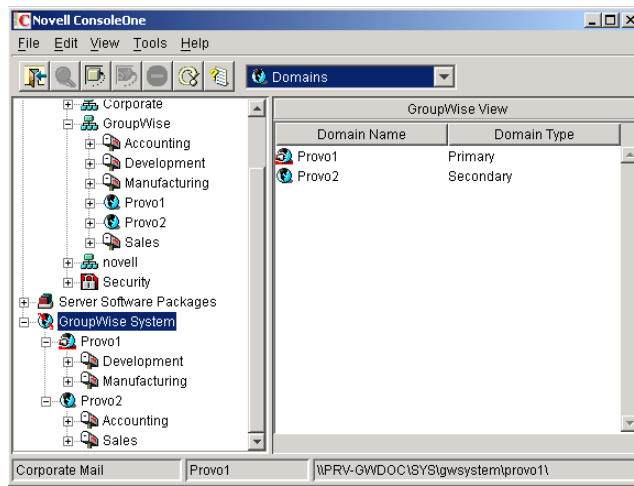 Novell ConsoleOne
File Edit View Tools Help
Domains
Corporate
GroupWise
Accounting
Development
Manufacturing
Provo1
Provo2
Sales
novell
Security
Server Software Packages
GroupWise System
Provo1
Development
Manufacturing
Provo2
Accounting
Sales
GroupWise View
Domain Name Domain Type
Provo1 Primary
Provo2 Secondary
Corporate Mail Provo1 \\PRV-GWDOC\SYS\gwsystem\provo1\